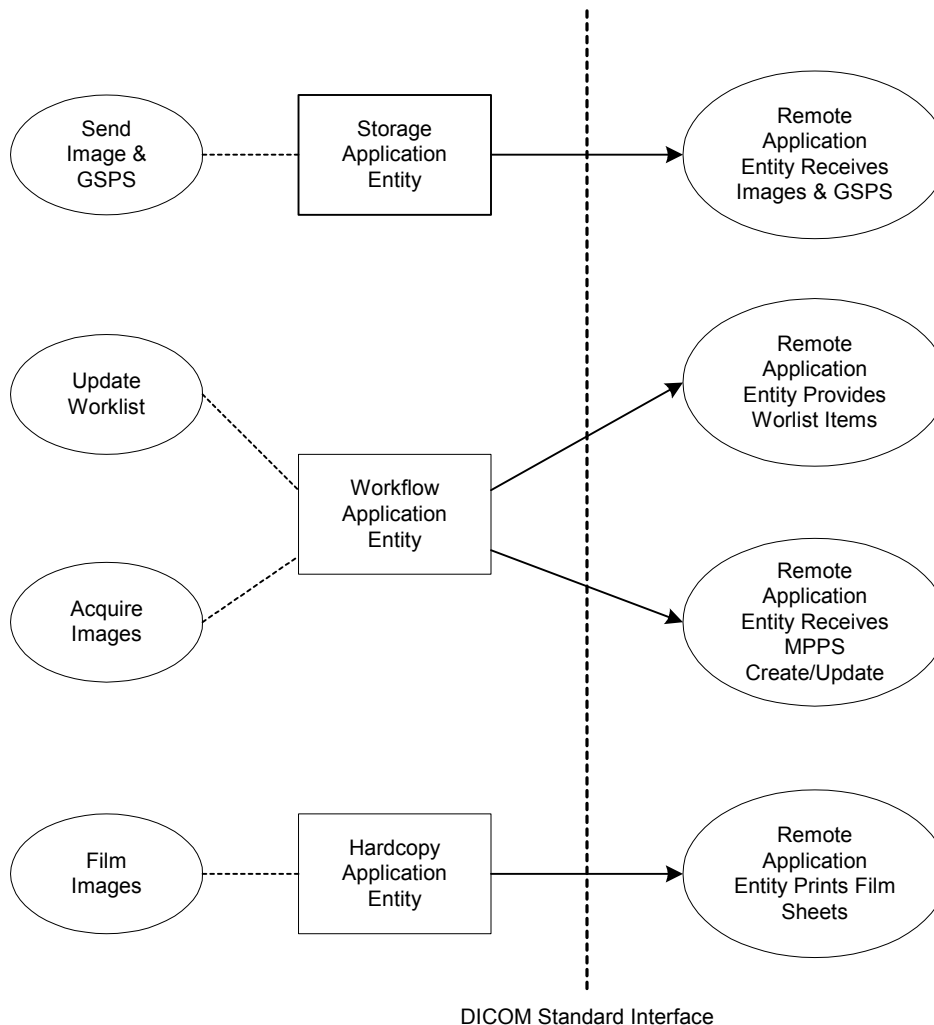 Send
Image &
GSPS
Storage
Application
Entity
Remote
Application
Entity Receives
Images & GSPS
Update
Worklist
Remote
Application
Entity Provides
Worlist Items
Workflow
Application
Entity
Acquire
Images
Remote
Application
Entity Receives
MPPS
Create/Update
Film
Images
Hardcopy
Application
Entity
Remote
Application
Entity Prints Film
Sheets
DICOM Standard Interface